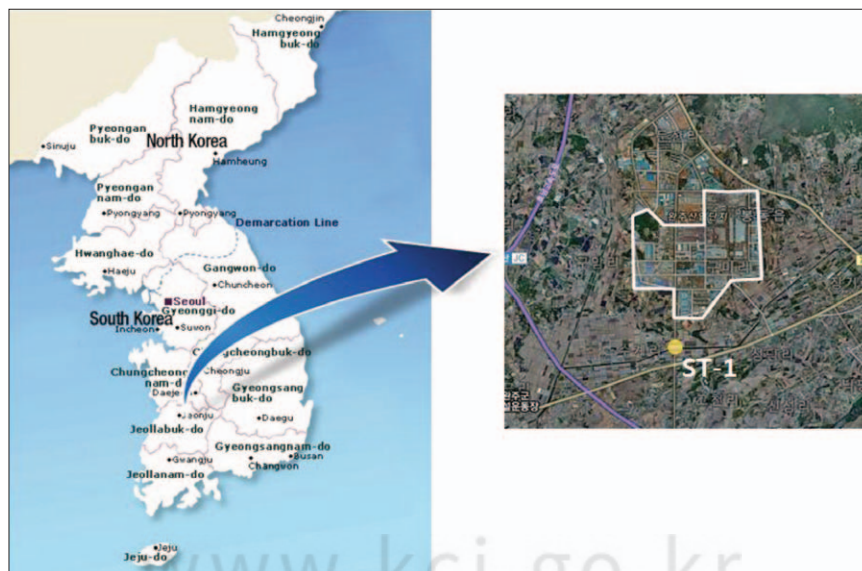 Cheongjin
Hamgyeong
buk-do
Hamgyeong
nam-do
Pyeongan
buk-do
Sinuju
North Korea
Hamheung
Pyeongan
nam-do
Pyongyang
Pyongyang
Demarcation Line
Hwanghae-do
Haeju
Gangwon-do
Chuncheon
Seoul
Gyeonggi-do
South Korea
Incheon
Suwon
Chungcheongbuk-do
Chungcheong
nam-d
Cheongju
Daeje
Gyeongsang
buk-do
Jeonju
Daegu
Jeollabuk-do
Gyeongsangnam-do
Busan
Gwangju
Changwon
Jeollanam-do
Jeju
Jeju-do
JC
ST-1
www.kci.go.kr